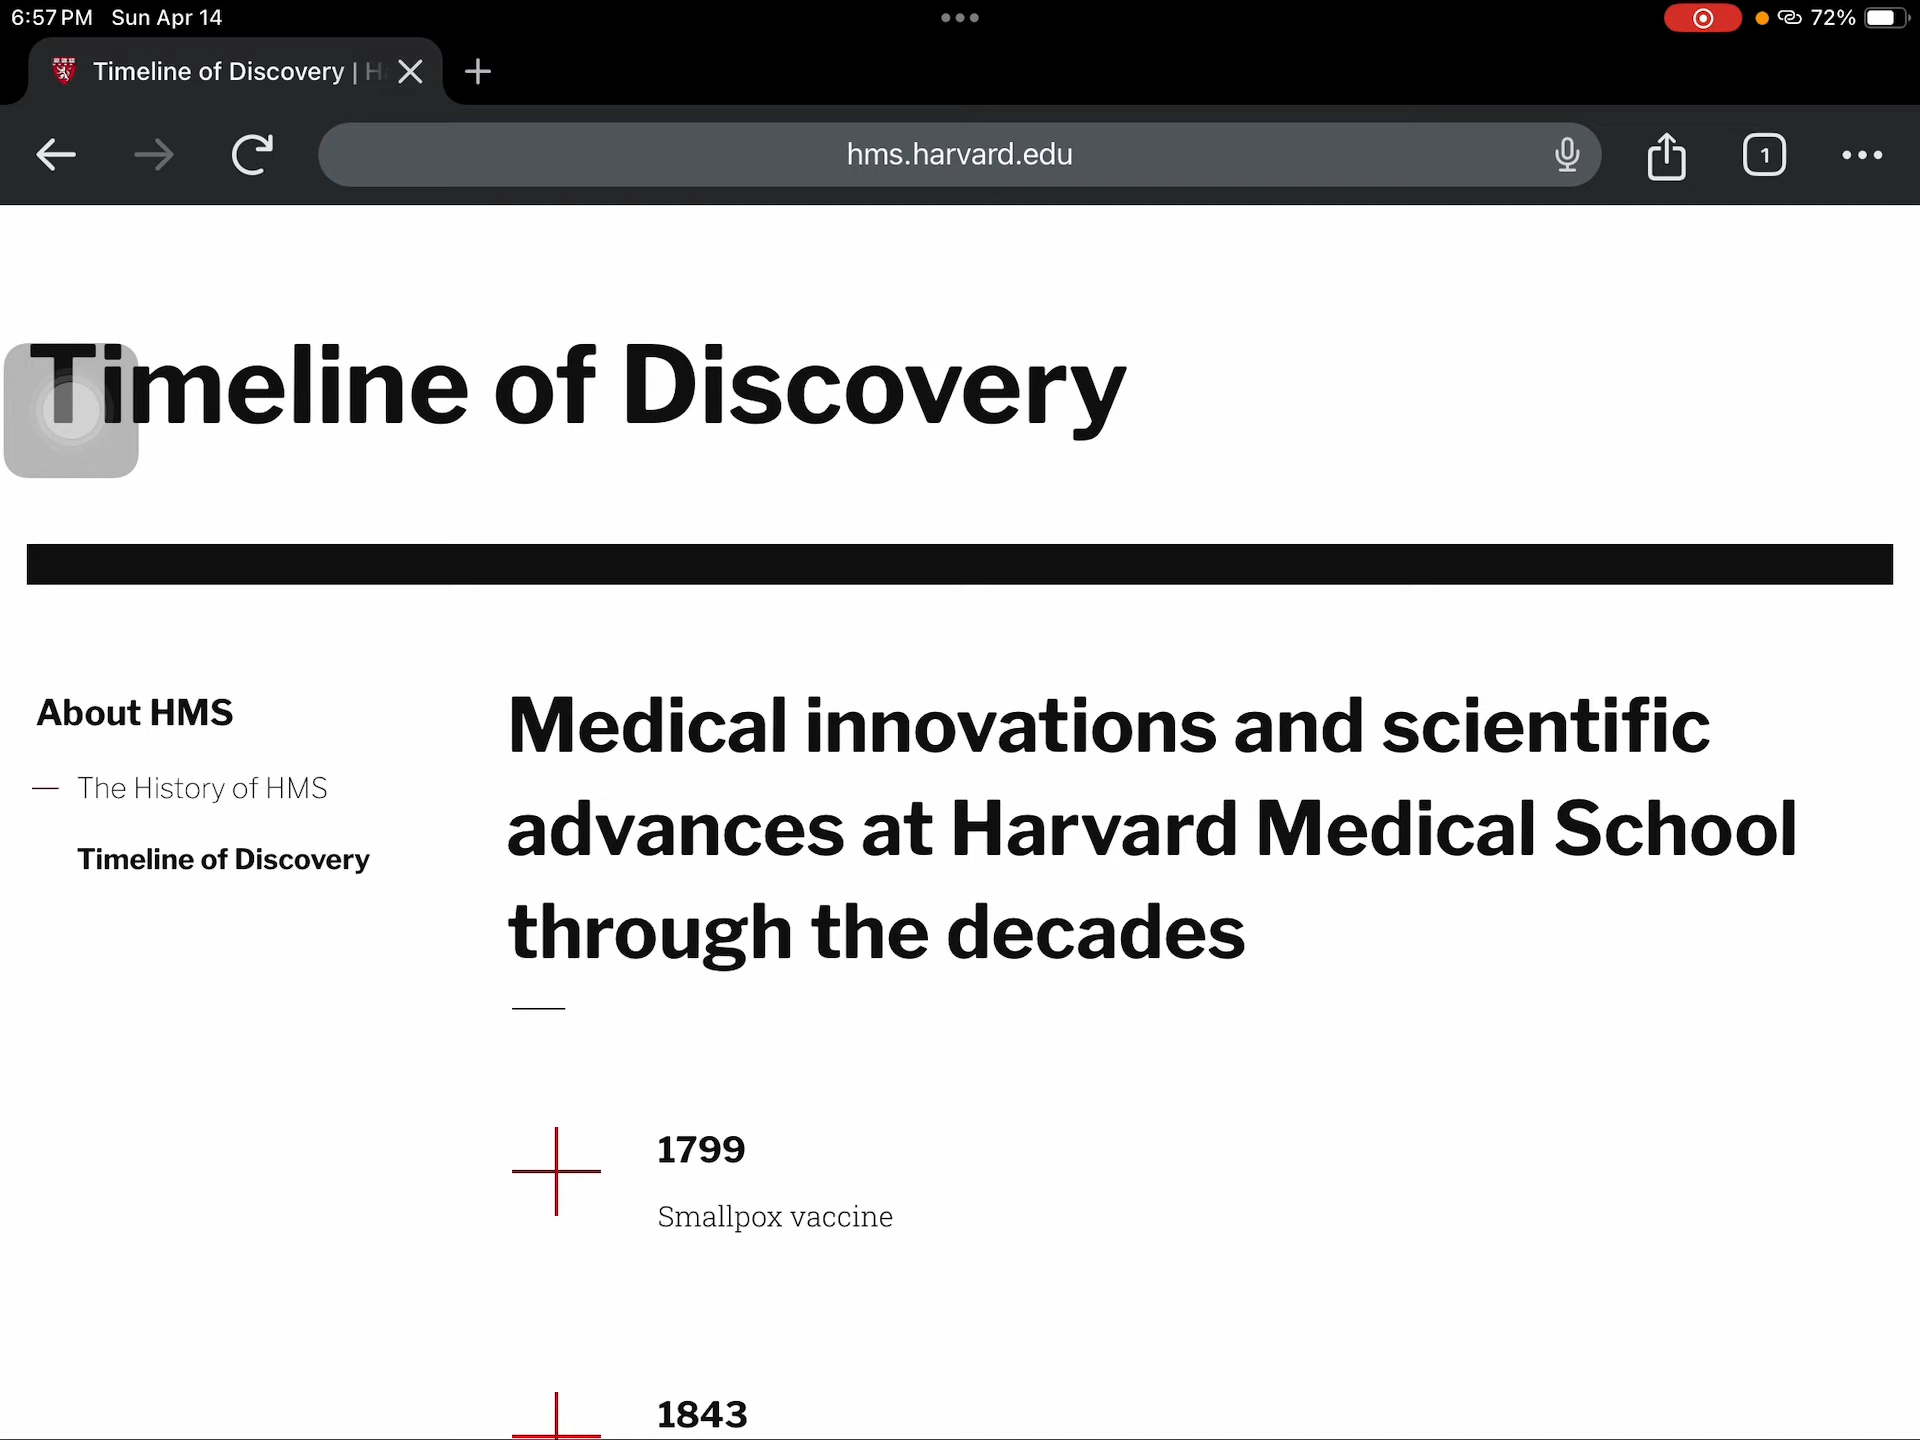 6:57 PM Sun Apr 14
72%
Timeline of Discovery |
hms.harvard.edu
1
Timeline of Discovery
About HMS
— The History of HMS
Timeline of Discovery
Medical innovations and scientific
advances at Harvard Medical School
through the decades
1799
Smallpox vaccine
1843